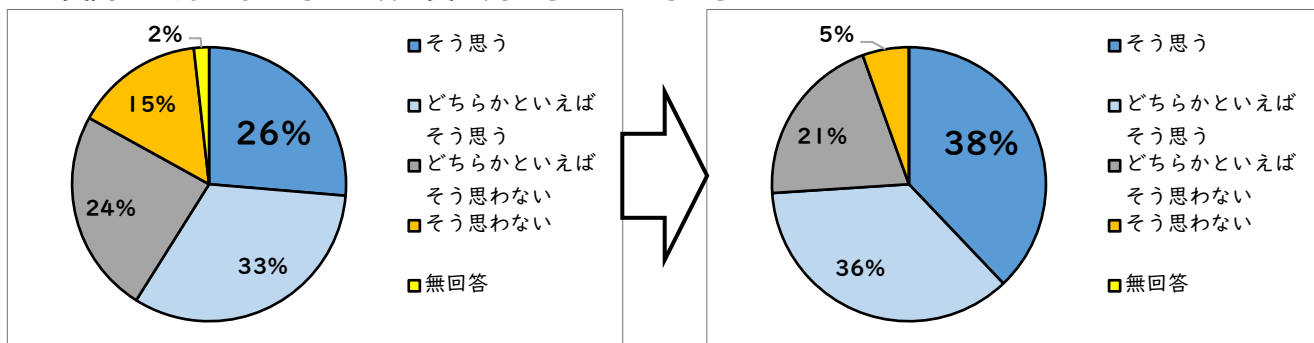 2%
15%
26%
24%
33%
そう思う
どちらかといえば
そう思う
どちらかといえば
そう思わない
そう思わない
無回答
5%
21%
38%
36%
そう思う
どちらかといえば
そう思う
どちらかといえば
そう思わない
そう思わない
無回答